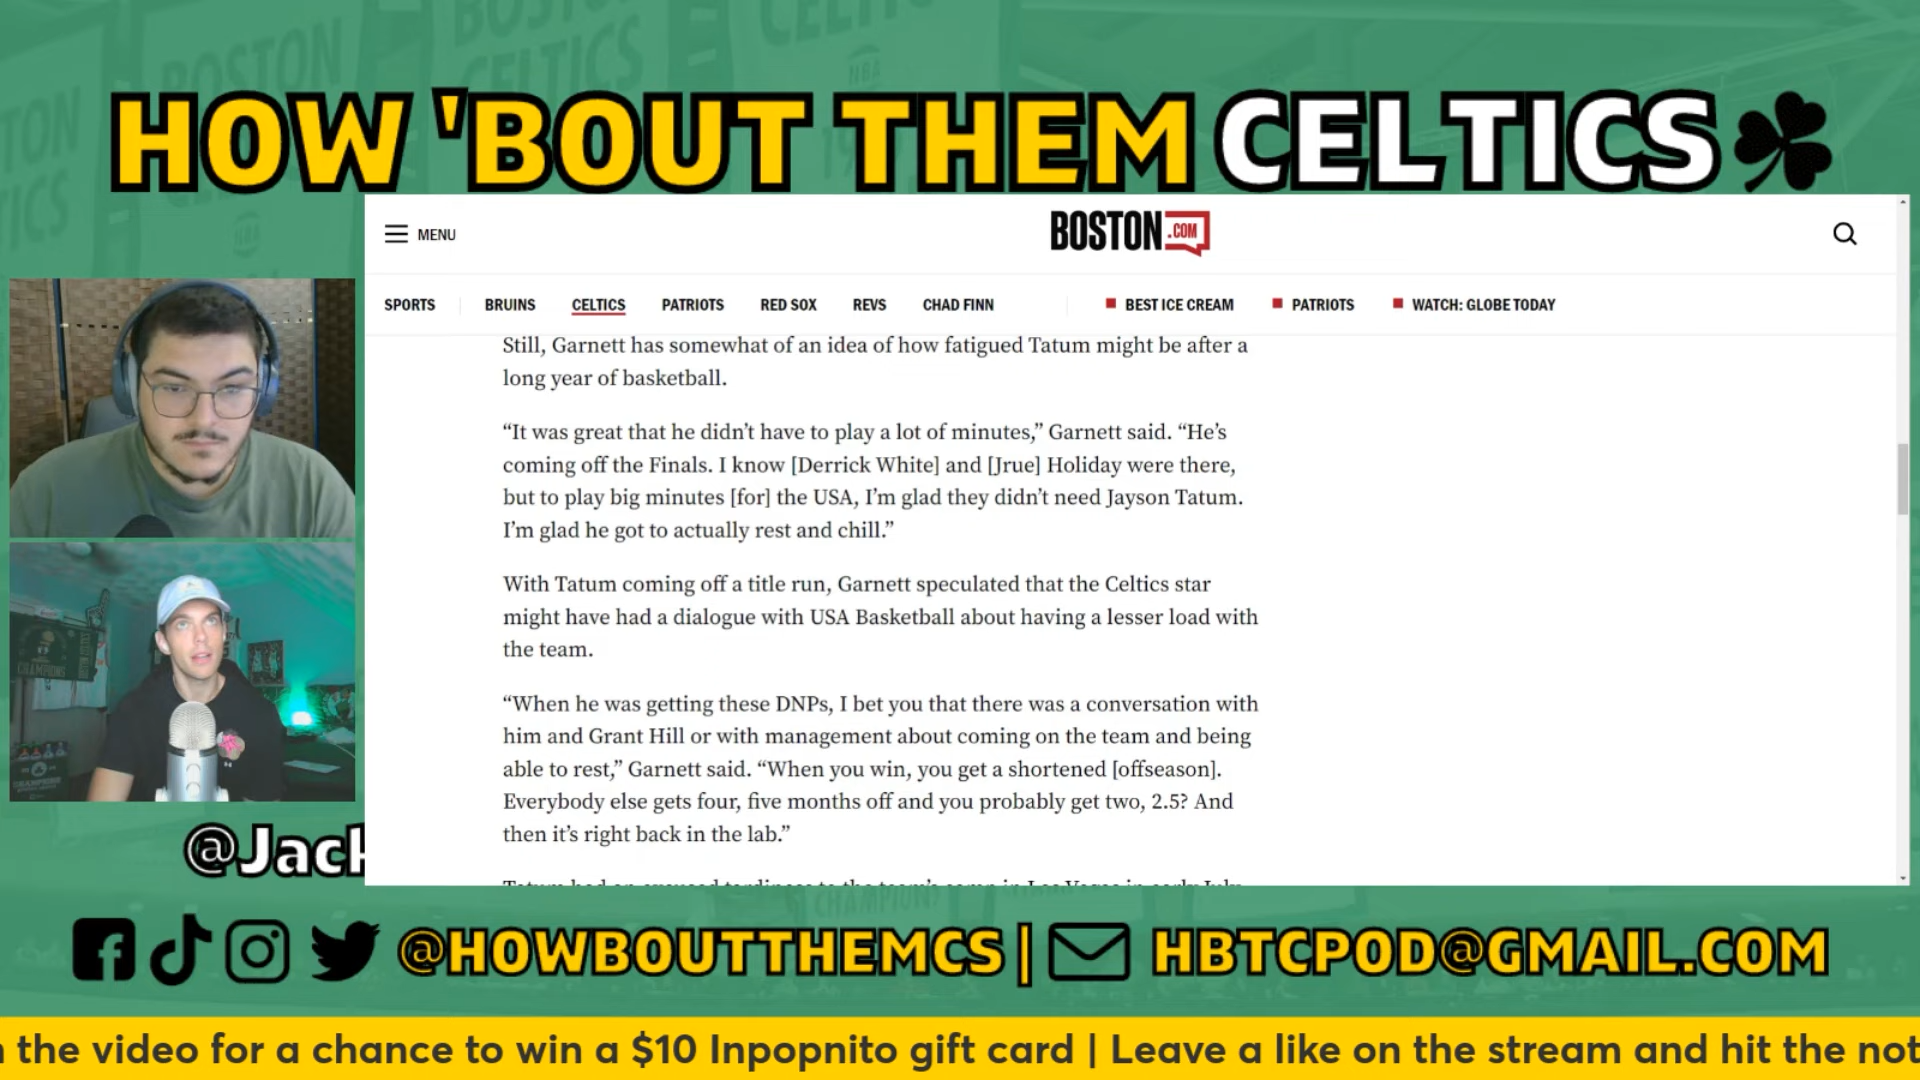 HOW 'BOUT THEM CELTICS
MENU
BOSTON.COM
SPORTS
BRUINS
CELTICS
PATRIOTS
RED SOX
REVS
CHAD FINN
BEST ICE CREAM
PATRIOTS
WATCH: GLOBE TODAY
Still, Garnett has somewhat of an idea of how fatigued Tatum might be after a
long year of basketball.
“It was great that he didn’t have to play a lot of minutes,” Garnett said. “He’s
coming off the Finals. I know [Derrick White] and [Jrue] Holiday were there,
but to play big minutes [for] the USA, I’m glad they didn’t need Jayson Tatum.
I’m glad he got to actually rest and chill.”
With Tatum coming off a title run, Garnett speculated that the Celtics star
might have had a dialogue with USA Basketball about having a lesser load with
the team.
“When he was getting these DNPs, I bet you that there was a conversation with
him and Grant Hill or with management about coming on the team and being
able to rest,” Garnett said. “When you win, you get a shortened [offseason].
Everybody else gets four, five months off and you probably get two, 2.5? And
then it’s right back in the lab.”
@Jack
@HOWBOUTTHEMCS | HBTCPOD@GMAIL.COM
the video for a chance to win a $10 Inpopnito gift card | Leave a like on the stream and hit the not